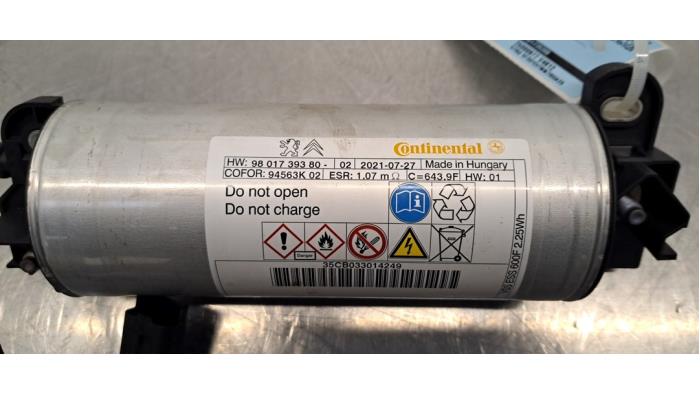 Continental
HW: 98 017 393 80 - 02 2021-07-27 Made in Hungary
COFOR: 94563K 02 ESR: 1.07 mΩ C=643.9F HW: 01
Do not open
Do not charge
Danger
35CB033014249
ESS 600F 2.25Wh